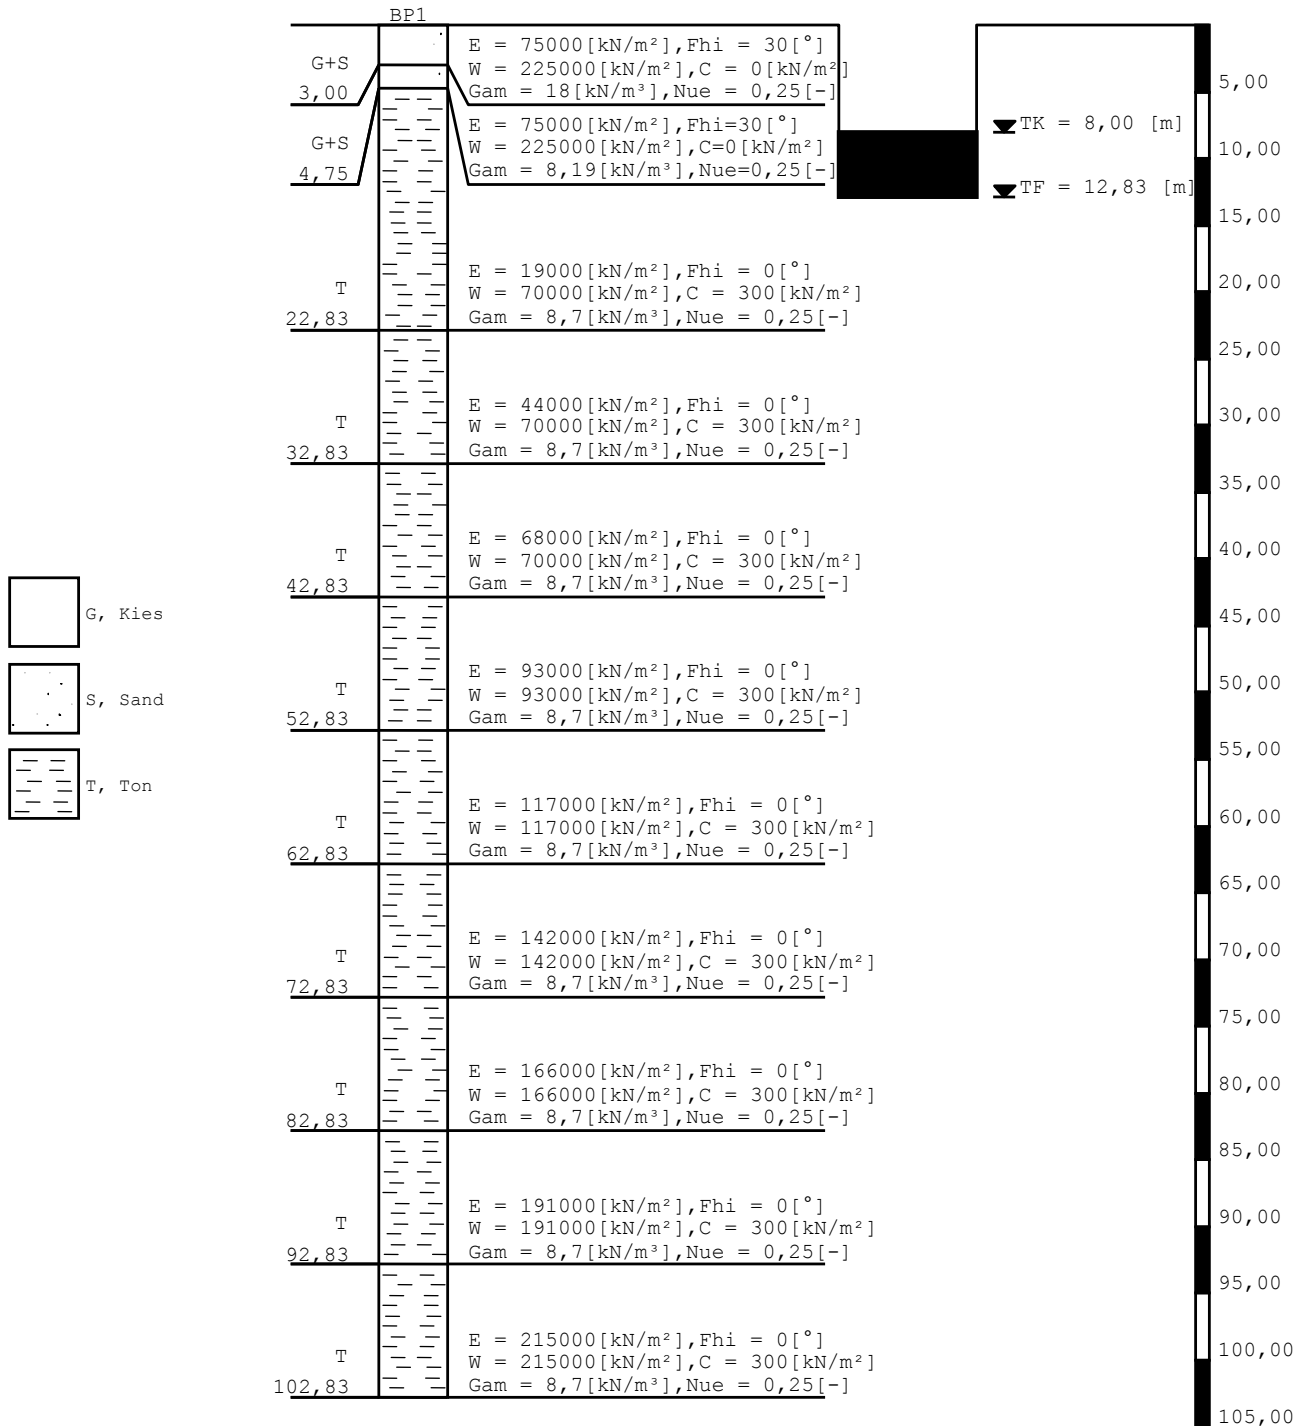 BP1
G+S
3,00
E = 75000[kN/m²],Fhi = 30[°]
W = 225000[kN/m²],C = 0[kN/m²]
Gam = 18[kN/m³],Nue = 0,25[-]
G+S
4,75
E = 75000[kN/m²],Fhi=30[°]
W = 225000[kN/m²],C=0[kN/m²]
Gam = 8,19[kN/m³],Nue=0,25[-]
T
22,83
E = 19000[kN/m²],Fhi = 0[°]
W = 70000[kN/m²],C = 300[kN/m²]
Gam = 8,7[kN/m³],Nue = 0,25[-]
T
32,83
E = 44000[kN/m²],Fhi = 0[°]
W = 70000[kN/m²],C = 300[kN/m²]
Gam = 8,7[kN/m³],Nue = 0,25[-]
T
42,83
E = 68000[kN/m²],Fhi = 0[°]
W = 70000[kN/m²],C = 300[kN/m²]
Gam = 8,7[kN/m³],Nue = 0,25[-]
T
52,83
E = 93000[kN/m²],Fhi = 0[°]
W = 93000[kN/m²],C = 300[kN/m²]
Gam = 8,7[kN/m³],Nue = 0,25[-]
T
62,83
E = 117000[kN/m²],Fhi = 0[°]
W = 117000[kN/m²],C = 300[kN/m²]
Gam = 8,7[kN/m³],Nue = 0,25[-]
T
72,83
E = 142000[kN/m²],Fhi = 0[°]
W = 142000[kN/m²],C = 300[kN/m²]
Gam = 8,7[kN/m³],Nue = 0,25[-]
T
82,83
E = 166000[kN/m²],Fhi = 0[°]
W = 166000[kN/m²],C = 300[kN/m²]
Gam = 8,7[kN/m³],Nue = 0,25[-]
T
92,83
E = 191000[kN/m²],Fhi = 0[°]
W = 191000[kN/m²],C = 300[kN/m²]
Gam = 8,7[kN/m³],Nue = 0,25[-]
T
102,83
E = 215000[kN/m²],Fhi = 0[°]
W = 215000[kN/m²],C = 300[kN/m²]
Gam = 8,7[kN/m³],Nue = 0,25[-]
G, Kies
S, Sand
T, Ton
TK = 8,00 [m]
TF = 12,83 [m]
5,00
10,00
15,00
20,00
25,00
30,00
35,00
40,00
45,00
50,00
55,00
60,00
65,00
70,00
75,00
80,00
85,00
90,00
95,00
100,00
105,00